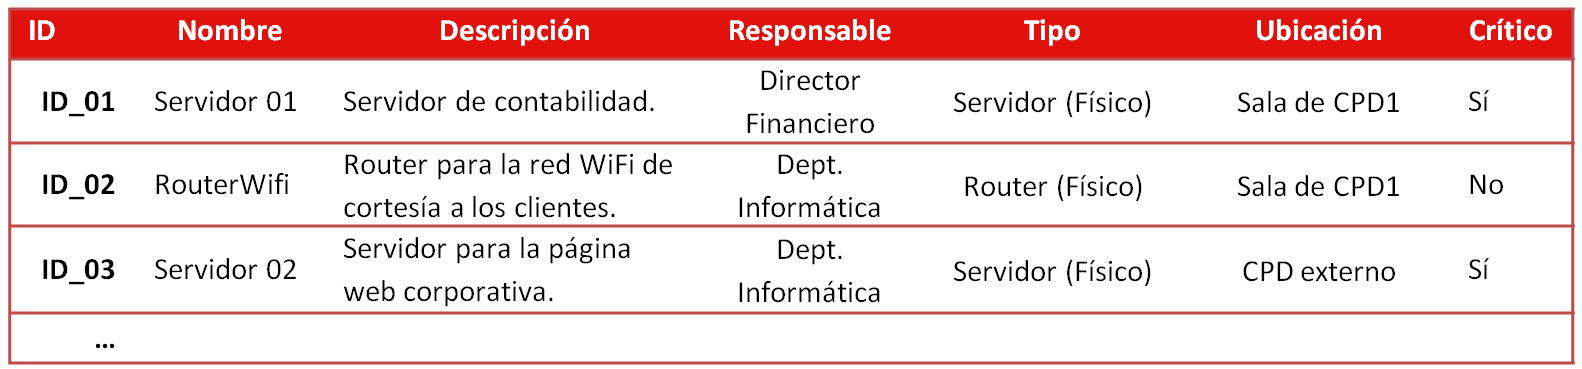 ID Nombre Descripción Responsable Tipo Ubicación Crítico
ID_01 Servidor 01 Servidor de contabilidad. Director Financiero Servidor (Físico) Sala de CPD1 Sí
ID_02 RouterWifi Router para la red WiFi de cortesía a los clientes. Dept. Informática Router (Físico) Sala de CPD1 No
ID_03 Servidor 02 Servidor para la página web corporativa. Dept. Informática Servidor (Físico) CPD externo Sí
...